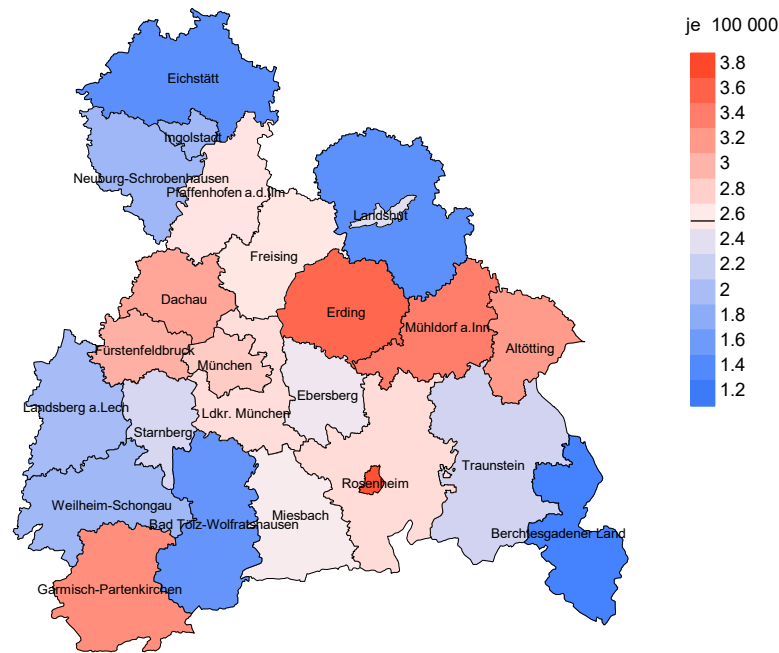 je 100 000
3.8
3.6
3.4
3.2
3
2.8
2.6
2.4
2.2
2
1.8
1.6
1.4
1.2
Eichstätt
Ingolstadt
Neuburg-Schrobenhausen
Pfaffenhofen a.d.Ilm
Landshut
Freising
Dachau
Erding
Mühldorf a.Inn
Fürstenfeldbruck
Altötting
München
Ebersberg
Landsberg a.Lech
Ldkr. München
Starnberg
Traunstein
Rosenheim
Weilheim-Schongau
Miesbach
Bad Tölz-Wolfratshausen
Berchtesgadener Land
Garmisch-Partenkirchen